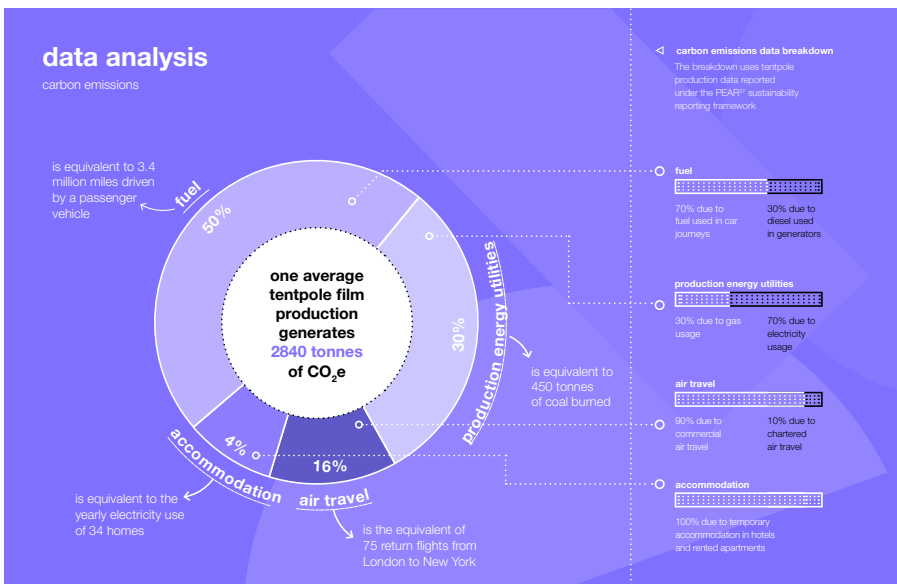 data analysis
carbon emissions
is equivalent to 3.4
million miles driven
by a passenger
vehicle
fuel
50%
one average
tentpole film
production
generates
2840 tonnes
of CO₂e
production energy utilities
30%
is equivalent to
450 tonnes
of coal burned
accommodation
4%
is equivalent to the
yearly electricity use
of 34 homes
16%
air travel
is the equivalent of
75 return flights from
London to New York
carbon emissions data breakdown
The breakdown uses tentpole
production data reported
under the PEAR²⁷ sustainability
reporting framework
fuel
70% due to
fuel used in car
journeys
30% due to
diesel used
in generators
production energy utilities
30% due to gas
usage
70% due to
electricity
usage
air travel
90% due to
commercial
air travel
10% due to
chartered
air travel
accommodation
100% due to temporary
accommodation in hotels
and rented apartments